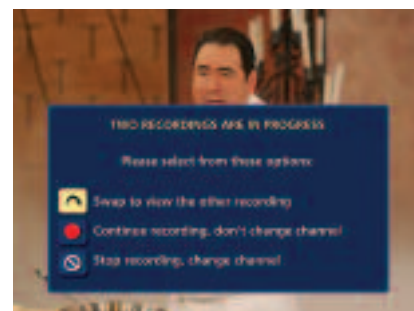 TWO RECORDINGS ARE IN PROGRESS
Please select from these options:
Swap to view the other recording
Continue recording, don't change channel
Stop recording, change channel